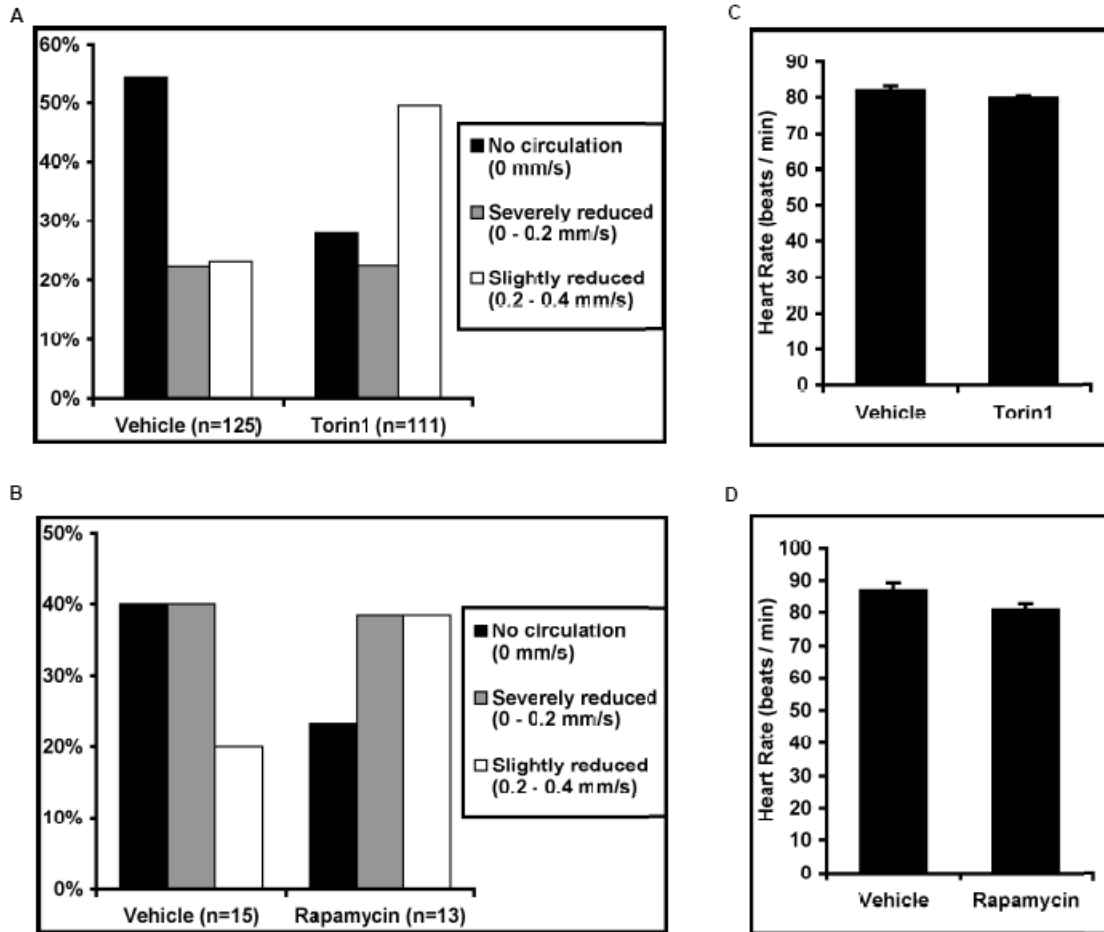 A
60%
50%
40%
30%
20%
10%
0%
Vehicle (n=125) Torin1 (n=111)
No circulation
(0 mm/s)
Severely reduced
(0 - 0.2 mm/s)
Slightly reduced
(0.2 - 0.4 mm/s)
C
Heart Rate (beats / min)
90
80
70
60
50
40
30
20
10
0
Vehicle Torin1
B
50%
40%
30%
20%
10%
0%
Vehicle (n=15) Rapamycin (n=13)
No circulation
(0 mm/s)
Severely reduced
(0 - 0.2 mm/s)
Slightly reduced
(0.2 - 0.4 mm/s)
D
Heart Rate (beats / min)
100
90
80
70
60
50
40
30
20
10
0
Vehicle Rapamycin